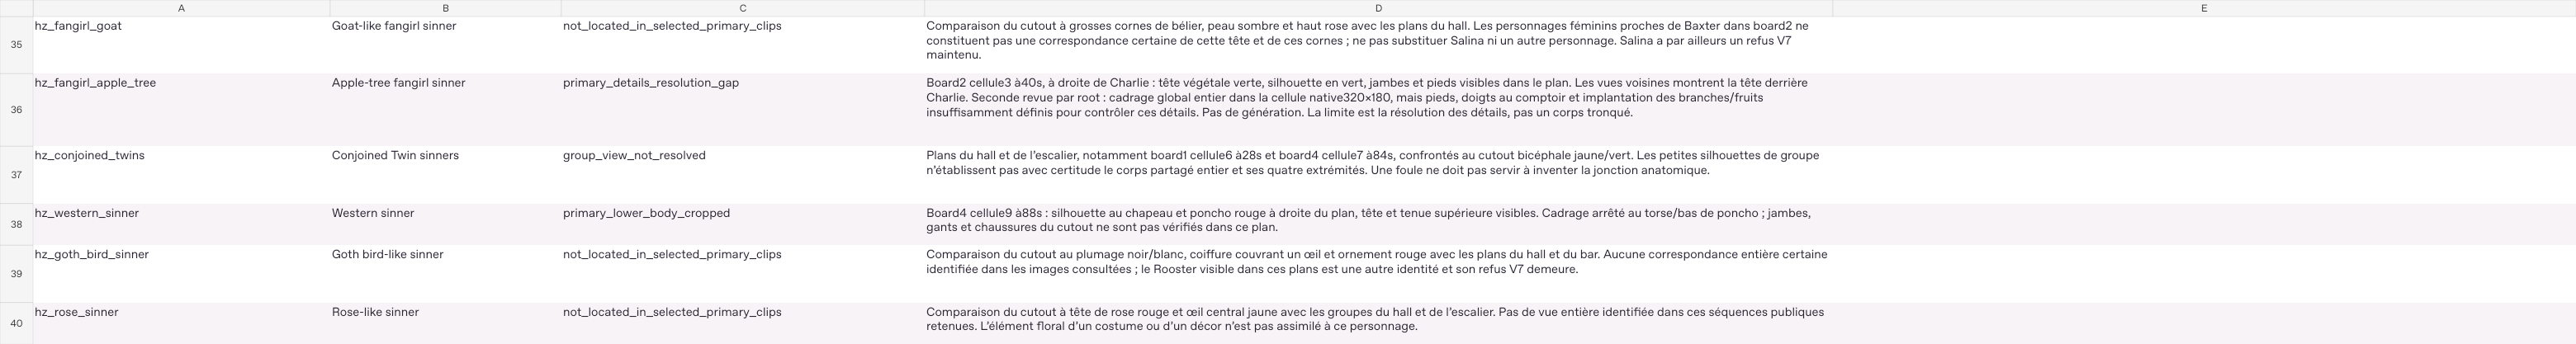 A B C D E
35 hz_fangirl_goat Goat-like fangirl sinner not_located_in_selected_primary_clips Comparaison du cutout à grosses cornes de bélier, peau sombre et haut rose avec les plans du hall. Les personnages féminins proches de Baxter dans board2 ne
constituent pas une correspondance certaine de cette tête et de ces cornes ; ne pas substituer Salina ni un autre personnage. Salina a par ailleurs un refus V7
maintenu.
36 hz_fangirl_apple_tree Apple-tree fangirl sinner primary_details_resolution_gap Board2 cellule3 à40s, à droite de Charlie : tête végétale verte, silhouette en vert, jambes et pieds visibles dans le plan. Les vues voisines montrent la tête derrière
Charlie. Seconde revue par root : cadrage global entier dans la cellule native320×180, mais pieds, doigts au comptoir et implantation des branches/fruits
insuffisamment définis pour contrôler ces détails. Pas de génération. La limite est la résolution des détails, pas un corps tronqué.
37 hz_conjoined_twins Conjoined Twin sinners group_view_not_resolved Plans du hall et de l’escalier, notamment board1 cellule6 à28s et board4 cellule7 à84s, confrontés au cutout bicéphale jaune/vert. Les petites silhouettes de groupe
n’établissent pas avec certitude le corps partagé entier et ses quatre extrémités. Une foule ne doit pas servir à inventer la jonction anatomique.
38 hz_western_sinner Western sinner primary_lower_body_cropped Board4 cellule9 à88s : silhouette au chapeau et poncho rouge à droite du plan, tête et tenue supérieure visibles. Cadrage arrêté au torse/bas de poncho ; jambes,
gants et chaussures du cutout ne sont pas vérifiés dans ce plan.
39 hz_goth_bird_sinner Goth bird-like sinner not_located_in_selected_primary_clips Comparaison du cutout au plumage noir/blanc, coiffure couvrant un œil et ornement rouge avec les plans du hall et du bar. Aucune correspondance entière certaine
identifiée dans les images consultées ; le Rooster visible dans ces plans est une autre identité et son refus V7 demeure.
40 hz_rose_sinner Rose-like sinner not_located_in_selected_primary_clips Comparaison du cutout à tête de rose rouge et œil central jaune avec les groupes du hall et de l’escalier. Pas de vue entière identifiée dans ces séquences publiques
retenues. L’élément floral d’un costume ou d’un décor n’est pas assimilé à ce personnage.